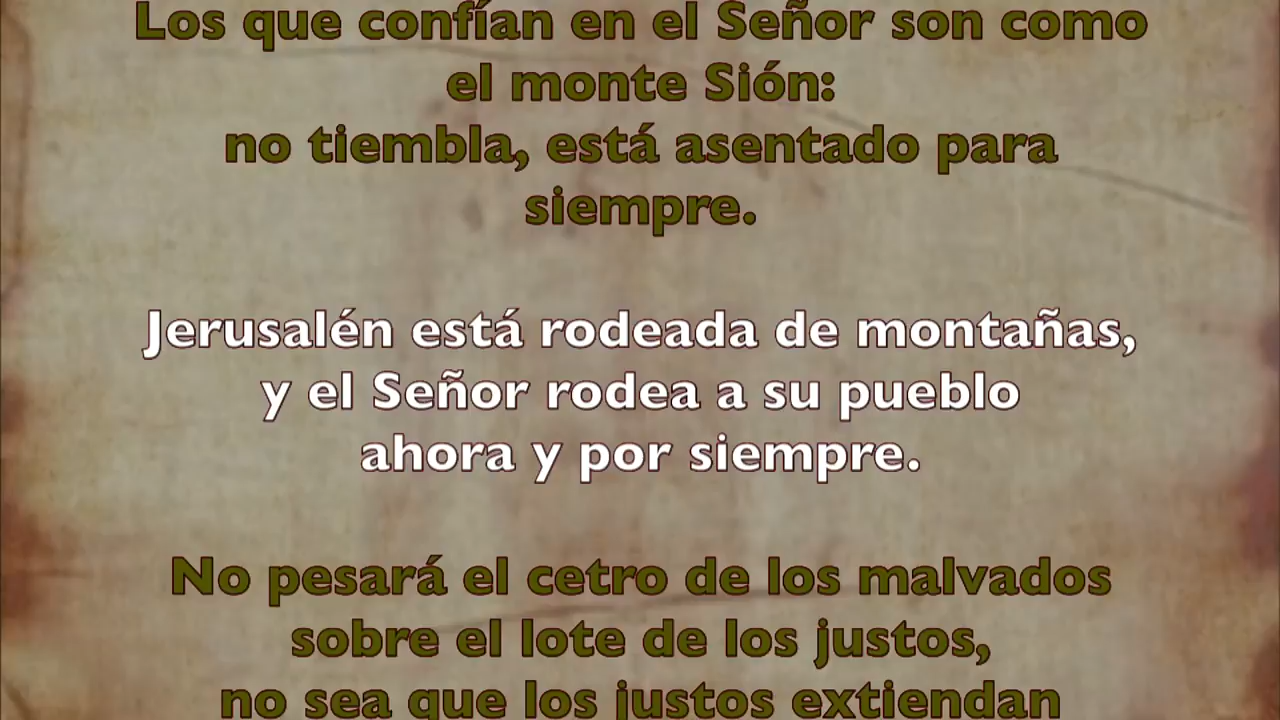 Los que confían en el Señor son como
el monte Sión:
no tiembla, está asentado para
siempre.
Jerusalén está rodeada de montañas,
y el Señor rodea a su pueblo
ahora y por siempre.
No pesará el cetro de los malvados
sobre el lote de los justos,
no sea que los justos extiendan